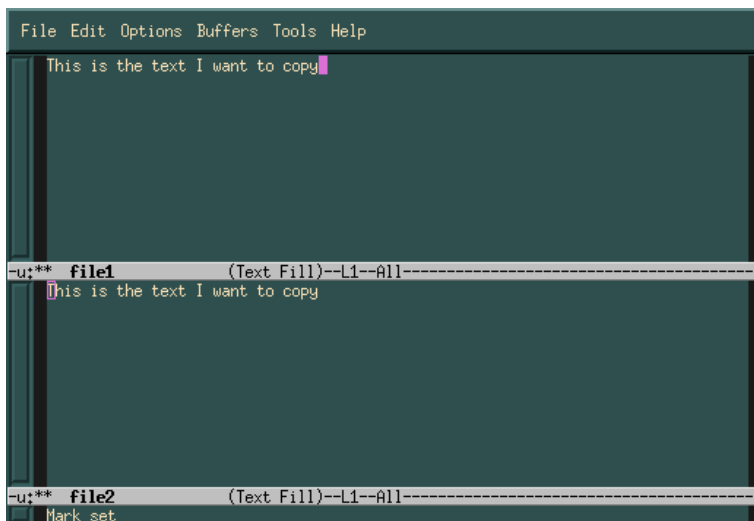 File Edit Options Buffers Tools Help
This is the text I want to copy
-u:** file1 (Text Fill)--L1--All----------------------------------------
This is the text I want to copy
-u:** file2 (Text Fill)--L1--All----------------------------------------
Mark set